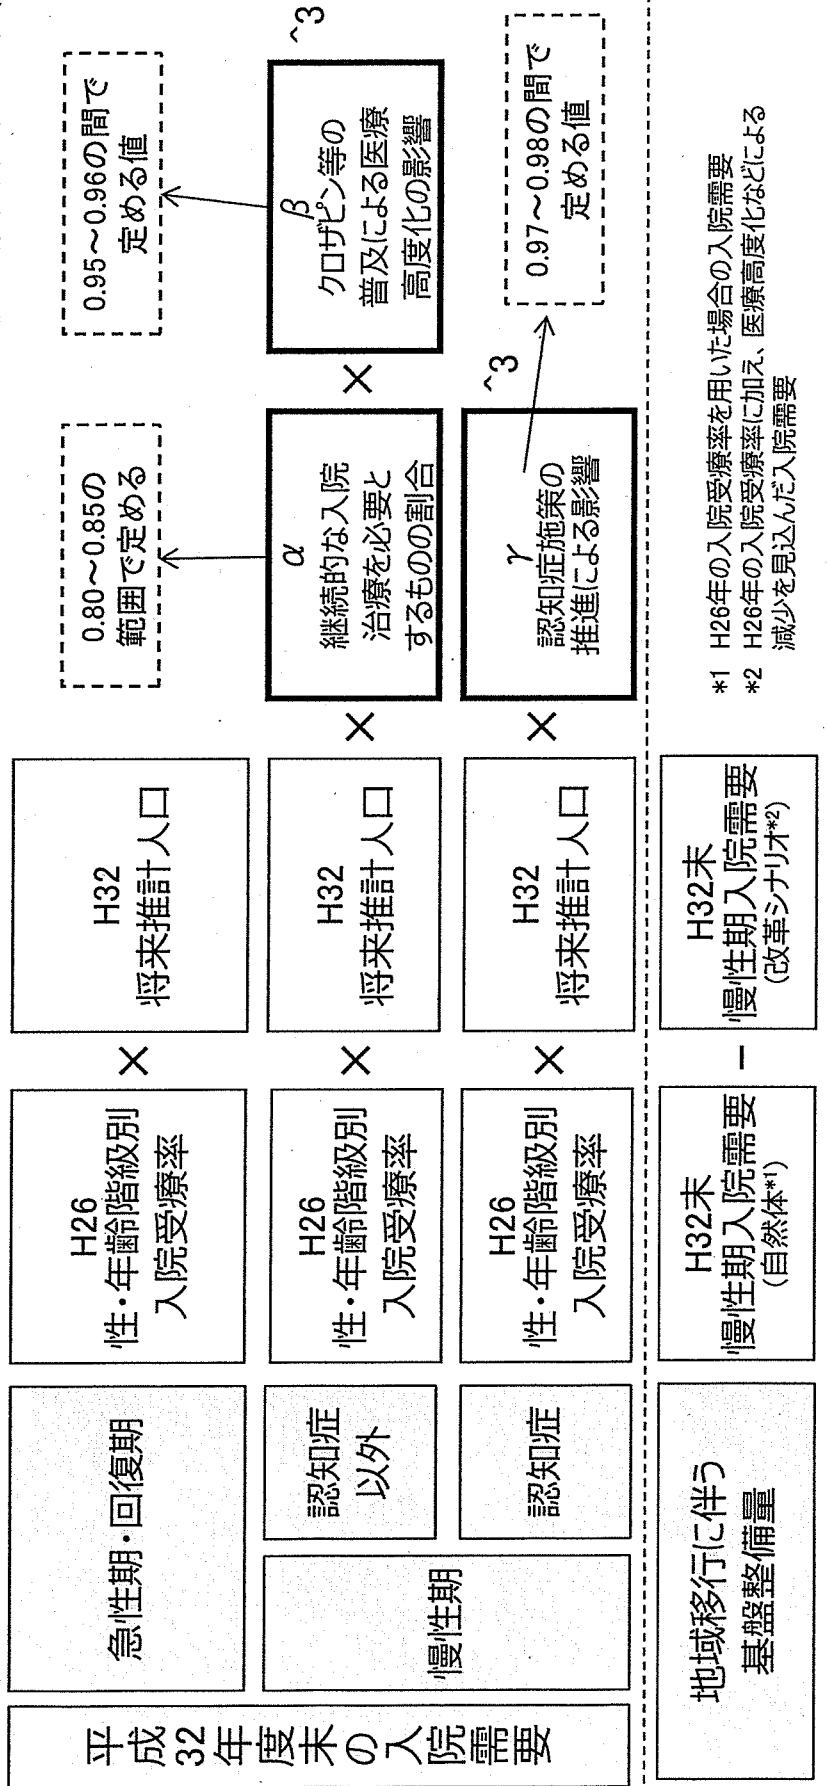 平成32年度末の入院需要
急性期・回復期
H26
性・年齢階級別
入院受療率
×
H32
将来推計人口
0.80～0.85の
範囲で定める
0.95～0.96の間で
定める値
慢性期
認知症
以外
H26
性・年齢階級別
入院受療率
×
H32
将来推計人口
×
α
継続的な入院
治療を必要と
するものの割合
×
β
クロザピン等の
普及による医療
高度化の影響
^3
認知症
H26
性・年齢階級別
入院受療率
×
H32
将来推計人口
×
γ
認知症施策の
推進による影響
^3
0.97～0.98の間で
定める値
地域移行に伴う
基盤整備量
H32末
慢性期入院需要
(自然体*1)
－
H32末
慢性期入院需要
(改革シナリオ*2)
*1 H26年の入院受療率を用いた場合の入院需要
*2 H26年の入院受療率に加え、医療高度化などによる
減少を見込んだ入院需要